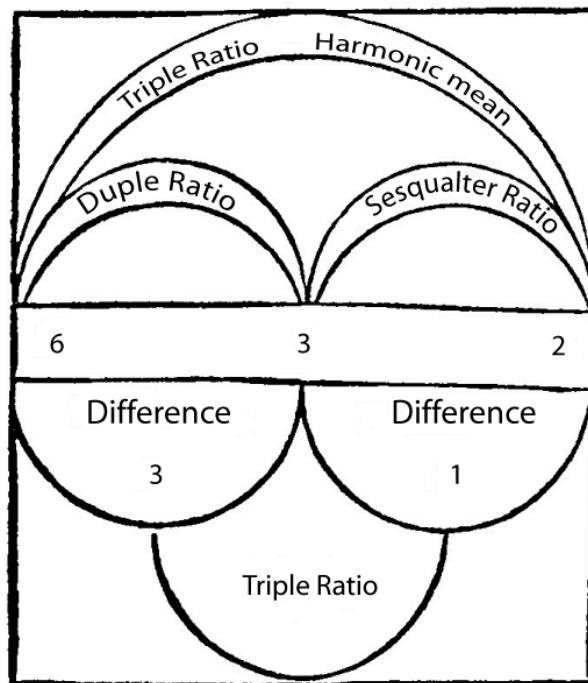 Triple Ratio Harmonic mean
Duple Ratio Sesqualter Ratio
6 3 2
Difference Difference
3 1
Triple Ratio